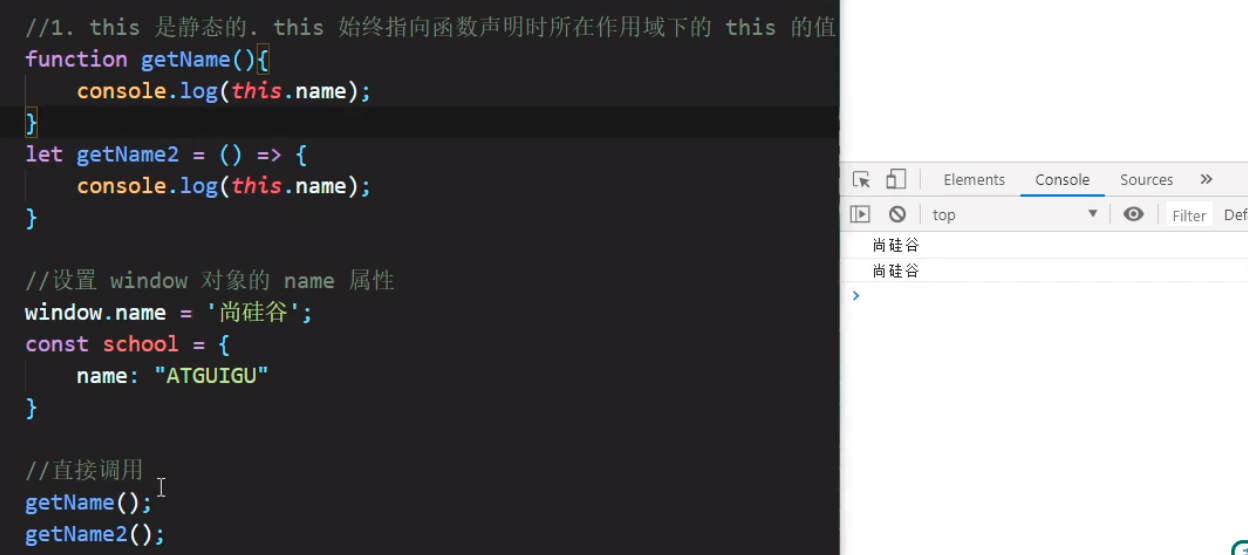 //1. this 是静态的. this 始终指向函数声明时所在作用域下的 this 的值
function getName(){
    console.log(this.name);
}
let getName2 = () => {
    console.log(this.name);
}
//设置 window 对象的 name 属性
window.name = '尚硅谷';
const school = {
    name: "ATGUIGU"
}
//直接调用
getName();
getName2();
Elements Console Sources »
top Filter Def
尚硅谷
尚硅谷